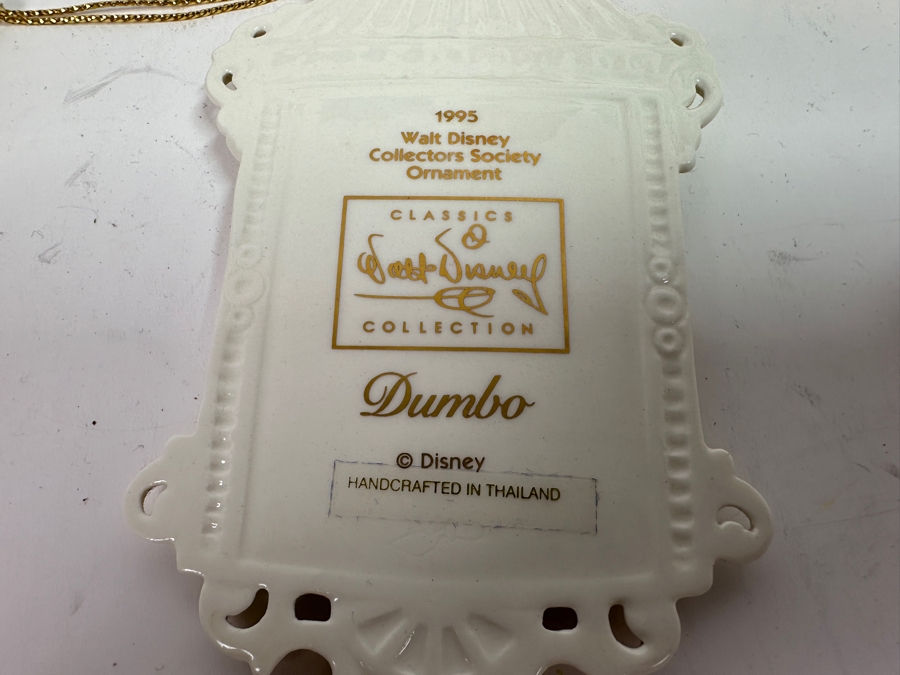 1995
Walt Disney
Collectors Society
Ornament
CLASSICS
Walt Disney
COLLECTION
Dumbo
© Disney
HANDCRAFTED IN THAILAND